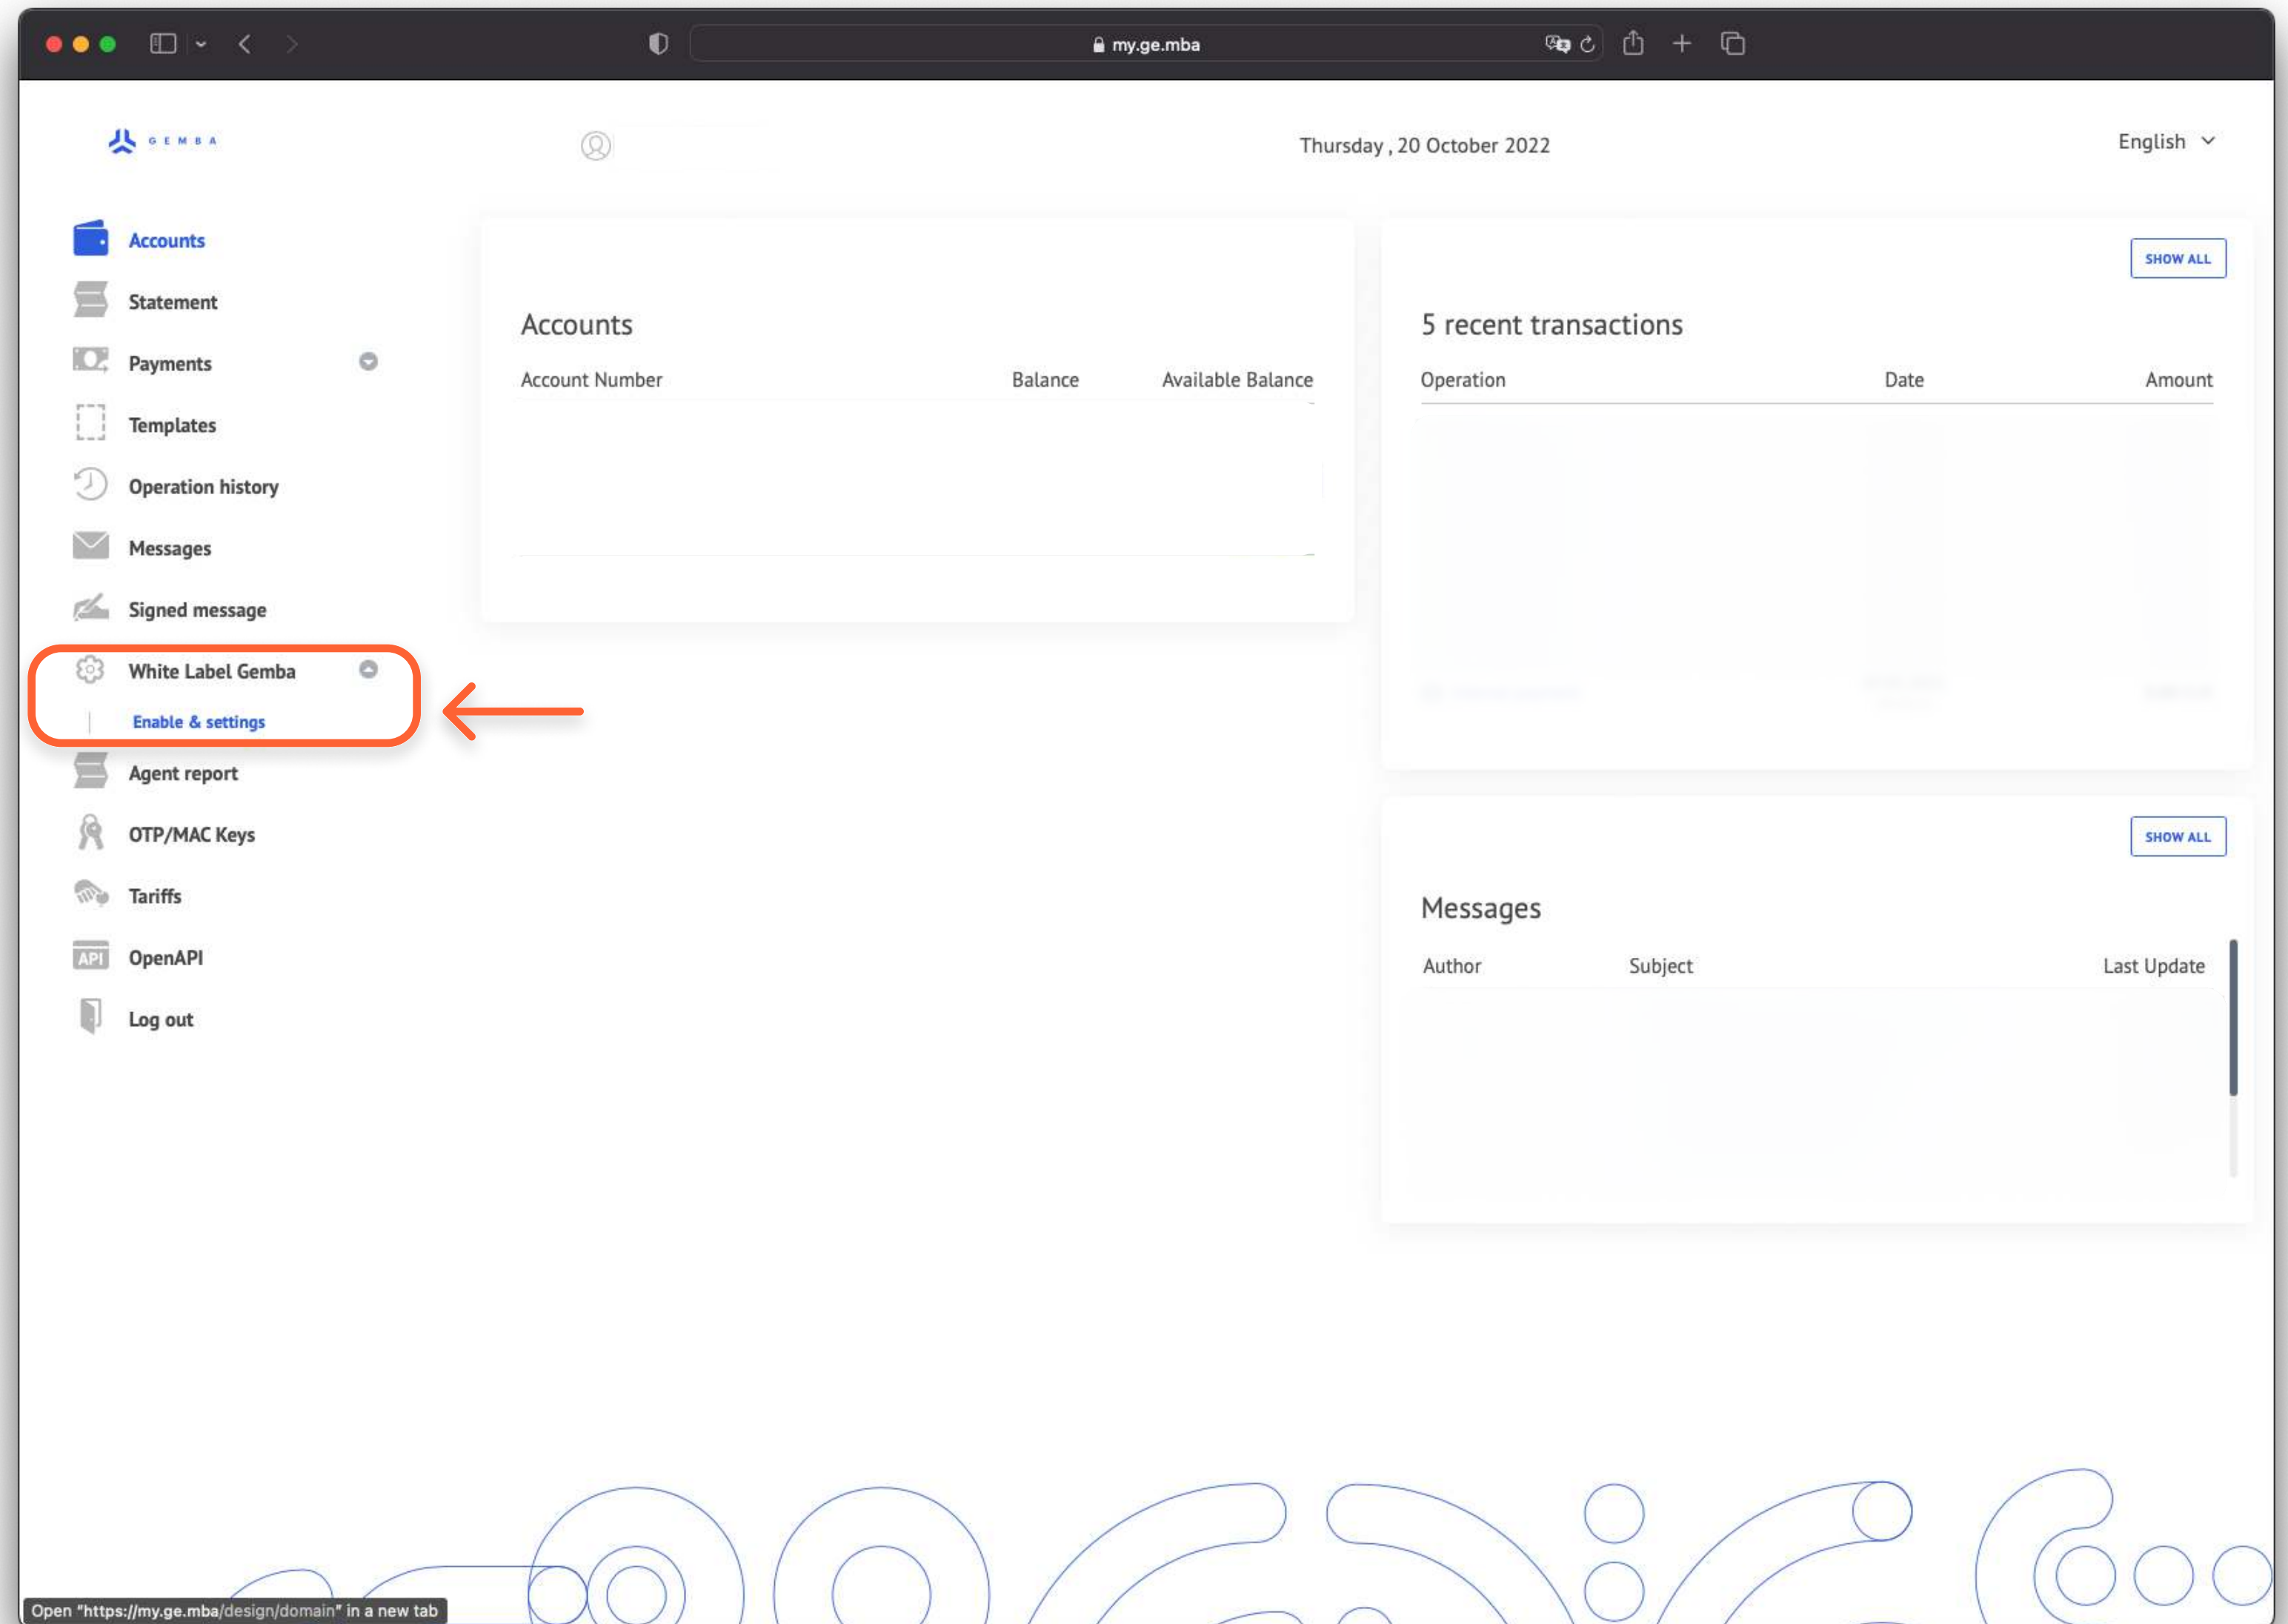 my.ge.mba
GEMBA
Thursday , 20 October 2022
English
Accounts
Statement
Payments
Templates
Operation history
Messages
Signed message
White Label Gemba
Enable & settings
Agent report
OTP/MAC Keys
Tariffs
API OpenAPI
Log out
Accounts
Account Number Balance Available Balance
SHOW ALL
5 recent transactions
Operation Date Amount
SHOW ALL
Messages
Author Subject Last Update
Open "https://my.ge.mba/design/domain" in a new tab